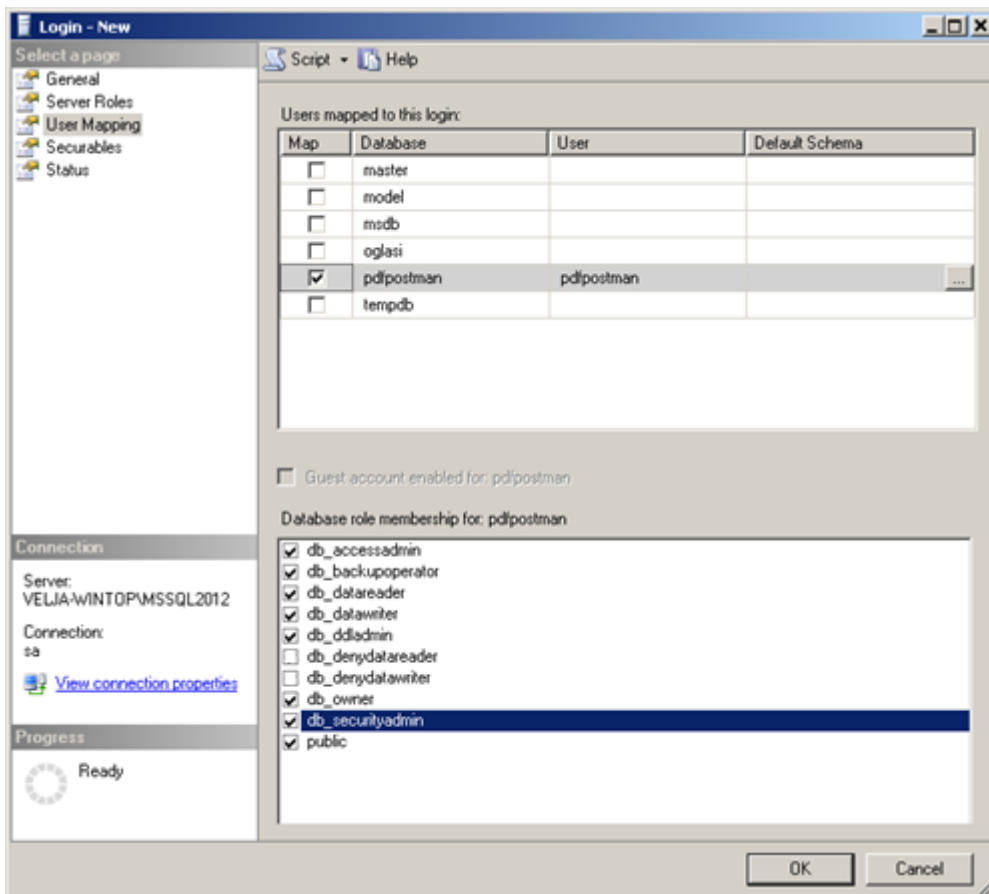 Login - New
Select a page
General
Server Roles
User Mapping
Securables
Status
Script
Help
Users mapped to this login:
Map Database User Default Schema
master
model
msdb
oglasi
pdfpostman pdfpostman ...
tempdb
Guest account enabled for: pdfpostman
Database role membership for: pdfpostman
db_accessadmin
db_backupoperator
db_datareader
db_datawriter
db_ddladmin
db_denydatareader
db_denydatawriter
db_owner
db_securityadmin
public
Connection
Server:
VELJA-WINTOP\MSSQL2012
Connection:
sa
View connection properties
Progress
Ready
OK Cancel